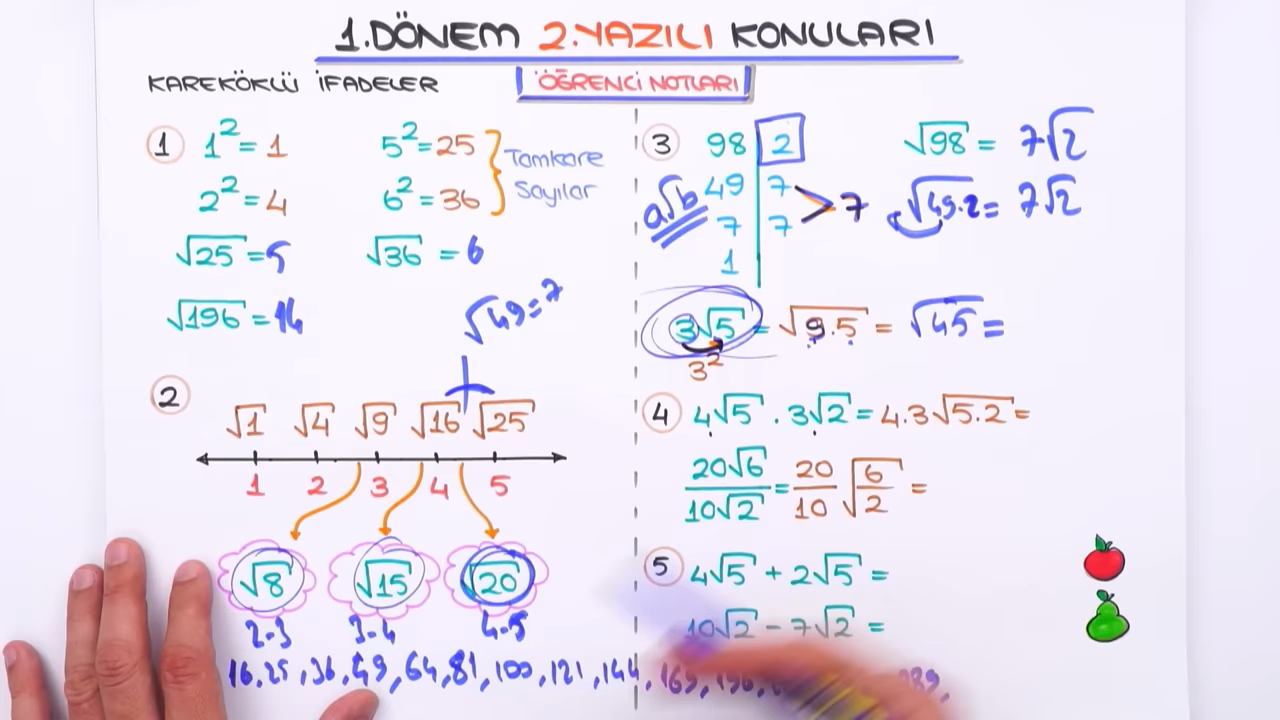 1.DÖNEM 2.YAZILI KONULARI
KAREKÖKLÜ İFADELER
ÖĞRENCİ NOTLARI
1
1² = 1
5² = 25
2² = 4
6² = 36
Tamkare
Sayılar
√25 = 5
√36 = 6
√196 = 14
√49 = 7
2
√1 √4 √9 √16 √25
1 2 3 4 5
√8 √15 √20
2-3 3-4 4-5
16, 25, 36, 49, 64, 81, 100, 121, 144, 169, 196,
3
98 2
49 7
7 7
1
> 7
a√b
√98 = 7√2
√49.2 = 7√2
3√5 = √9.5 = √45 =
3²
4
4√5 . 3√2 = 4.3√5.2 =
20√6/10√2 = 20/10 √6/2 =
5
4√5 + 2√5 =
10√2 - 7√2 =